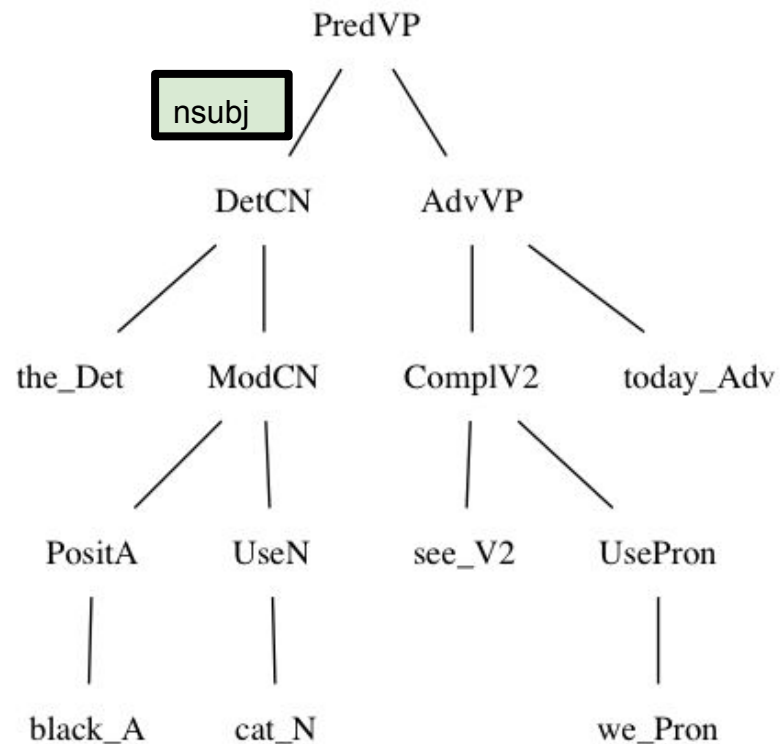 PredVP
nsubj
DetCN AdvVP
the_Det ModCN ComplV2 today_Adv
PositA UseN see_V2 UsePron
black_A cat_N we_Pron